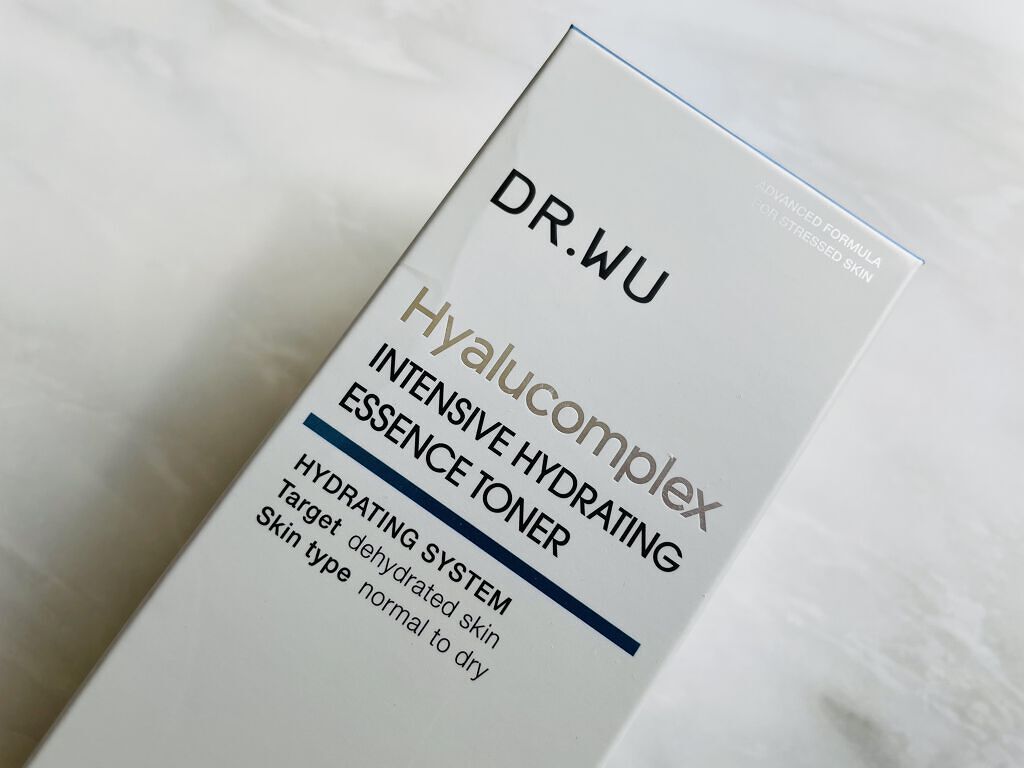 ADVANCED FORMULA
FOR STRESSED SKIN
DR.WU
Hyalucomplex
INTENSIVE HYDRATING
ESSENCE TONER
HYDRATING SYSTEM
Target dehydrated skin
Skin type normal to dry